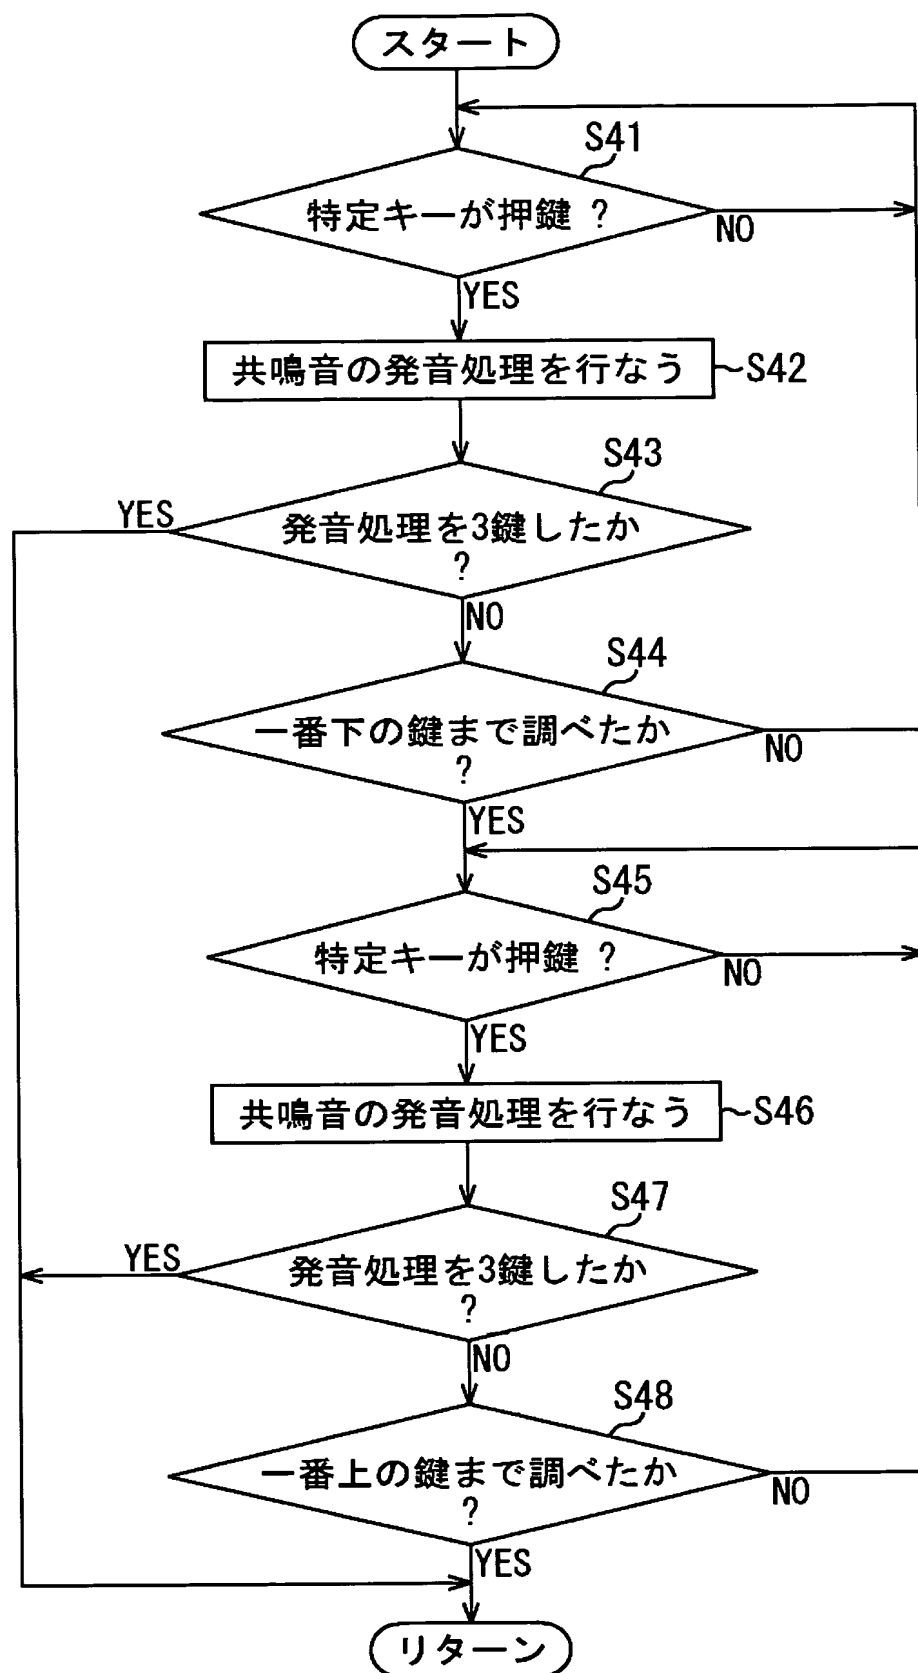 スタート
S41
特定キーが押鍵 ?
NO
YES
共鳴音の発音処理を行なう
S42
S43
YES
発音処理を3鍵したか
?
NO
S44
一番下の鍵まで調べたか
?
NO
YES
S45
特定キーが押鍵 ?
NO
YES
共鳴音の発音処理を行なう
S46
S47
YES
発音処理を3鍵したか
?
NO
S48
一番上の鍵まで調べたか
?
NO
YES
リターン